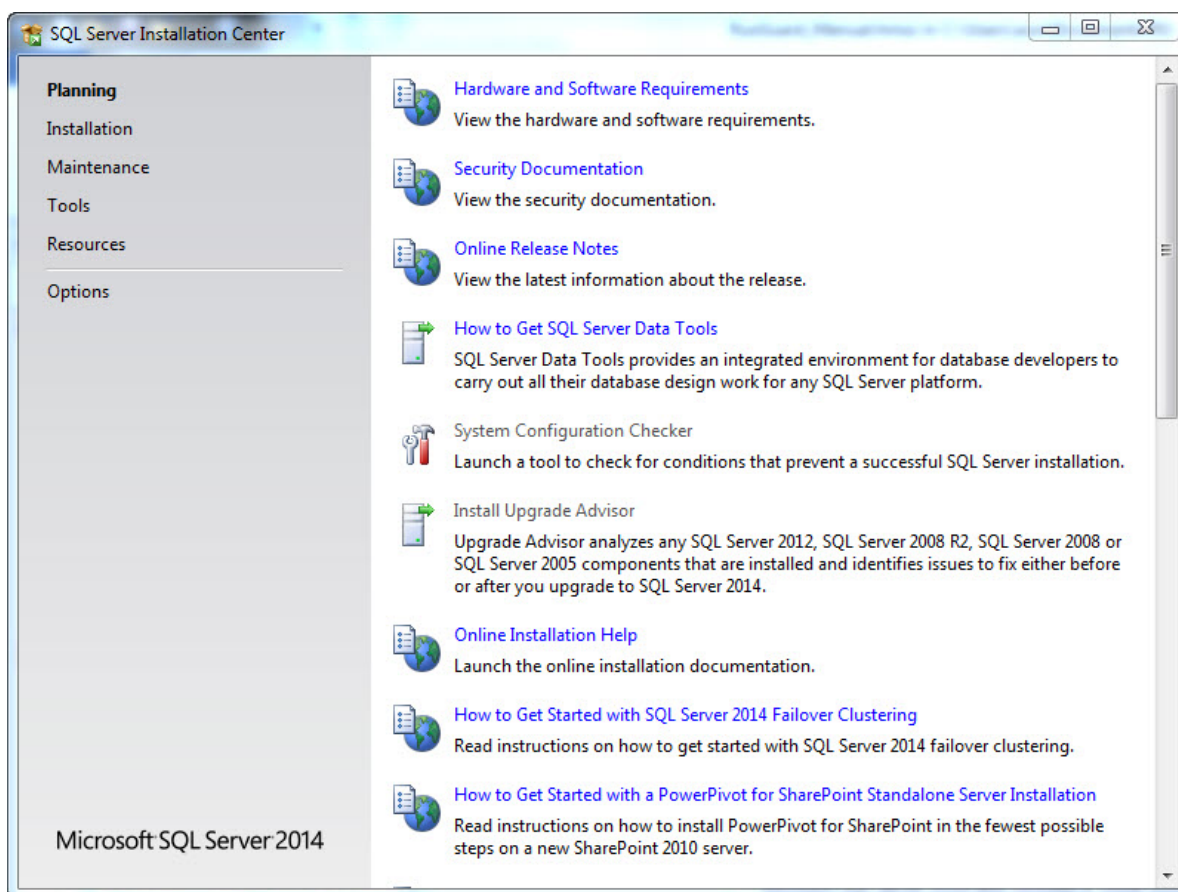 SQL Server Installation Center
Planning
Installation
Maintenance
Tools
Resources
Options
Microsoft SQL Server 2014
Hardware and Software Requirements
View the hardware and software requirements.
Security Documentation
View the security documentation.
Online Release Notes
View the latest information about the release.
How to Get SQL Server Data Tools
SQL Server Data Tools provides an integrated environment for database developers to
carry out all their database design work for any SQL Server platform.
System Configuration Checker
Launch a tool to check for conditions that prevent a successful SQL Server installation.
Install Upgrade Advisor
Upgrade Advisor analyzes any SQL Server 2012, SQL Server 2008 R2, SQL Server 2008 or
SQL Server 2005 components that are installed and identifies issues to fix either before
or after you upgrade to SQL Server 2014.
Online Installation Help
Launch the online installation documentation.
How to Get Started with SQL Server 2014 Failover Clustering
Read instructions on how to get started with SQL Server 2014 failover clustering.
How to Get Started with a PowerPivot for SharePoint Standalone Server Installation
Read instructions on how to install PowerPivot for SharePoint in the fewest possible
steps on a new SharePoint 2010 server.